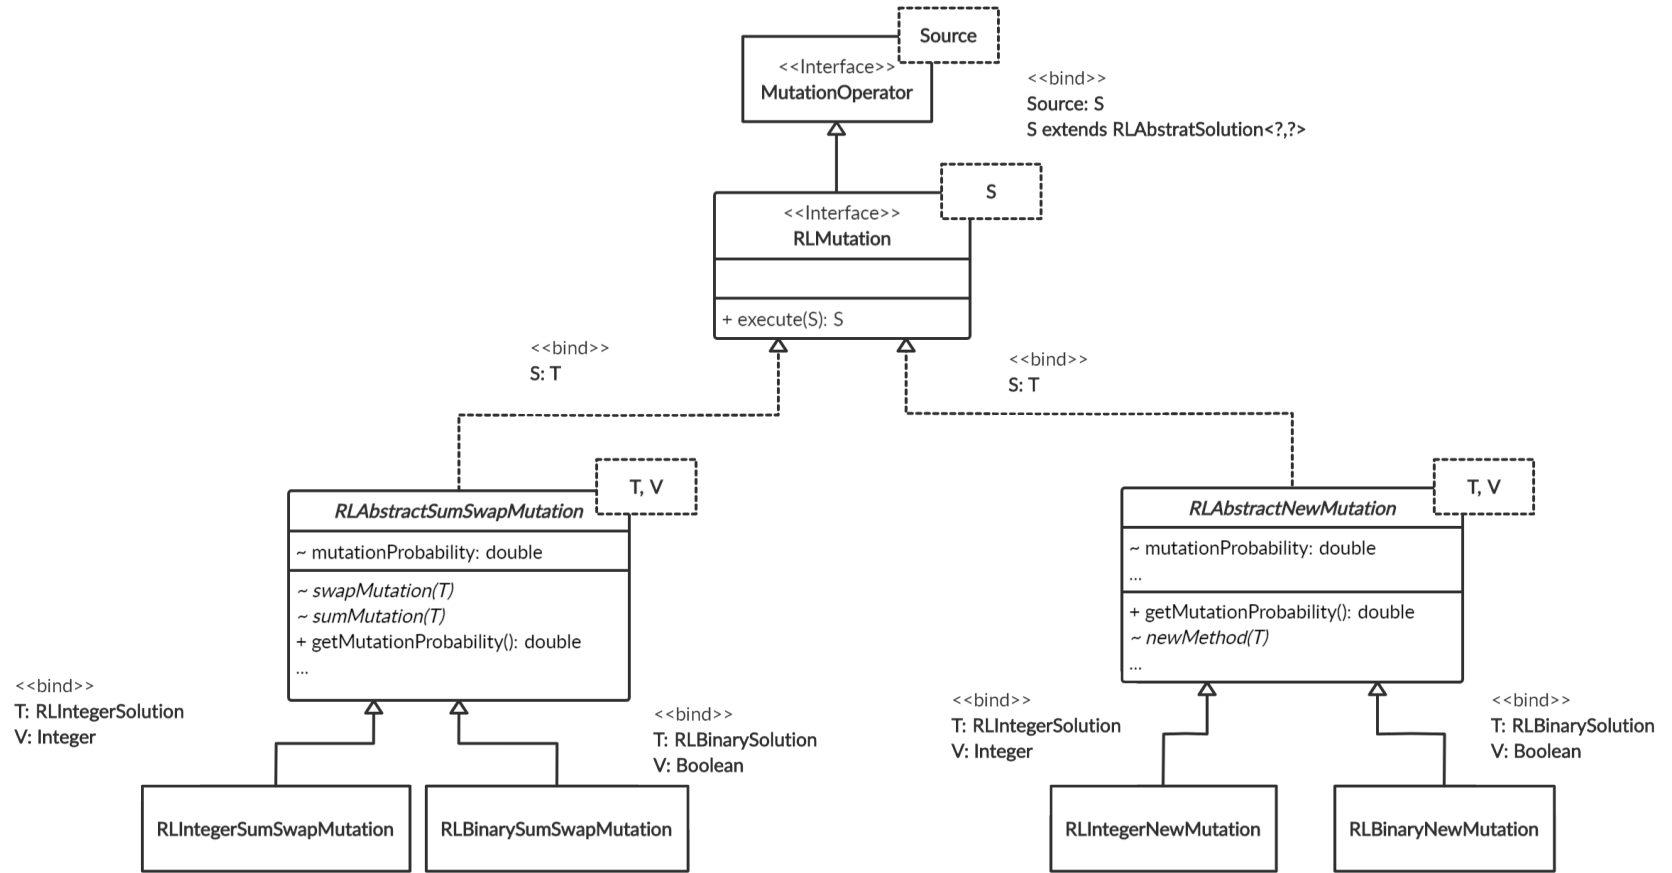 Source
<<Interface>>
MutationOperator
<<bind>>
Source: S
S extends RLAbstratSolution<?,?>
S
<<Interface>>
RLMutation
+ execute(S): S
<<bind>>
S: T
<<bind>>
S: T
T, V
RLAbstractSumSwapMutation
~ mutationProbability: double
~ swapMutation(T)
~ sumMutation(T)
+ getMutationProbability(): double
...
T, V
RLAbstractNewMutation
~ mutationProbability: double
...
+ getMutationProbability(): double
~ newMethod(T)
...
<<bind>>
T: RLIntegerSolution
V: Integer
<<bind>>
T: RLBinarySolution
V: Boolean
<<bind>>
T: RLIntegerSolution
V: Integer
<<bind>>
T: RLBinarySolution
V: Boolean
RLIntegerSumSwapMutation
RLBinarySumSwapMutation
RLIntegerNewMutation
RLBinaryNewMutation